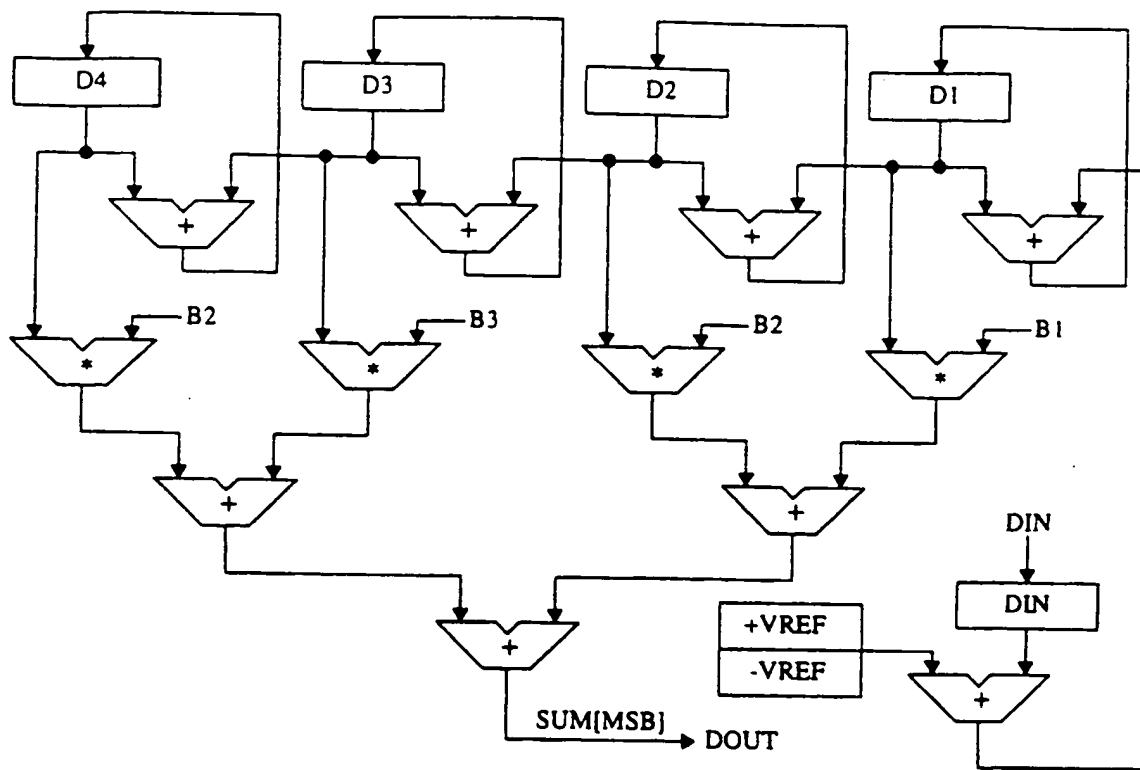 D4
D3
D2
D1
+
+
+
+
B2
B3
B2
B1
*
*
*
*
+
+
DIN
DIN
+VREF
-VREF
+
+
SUM[MSB]
DOUT